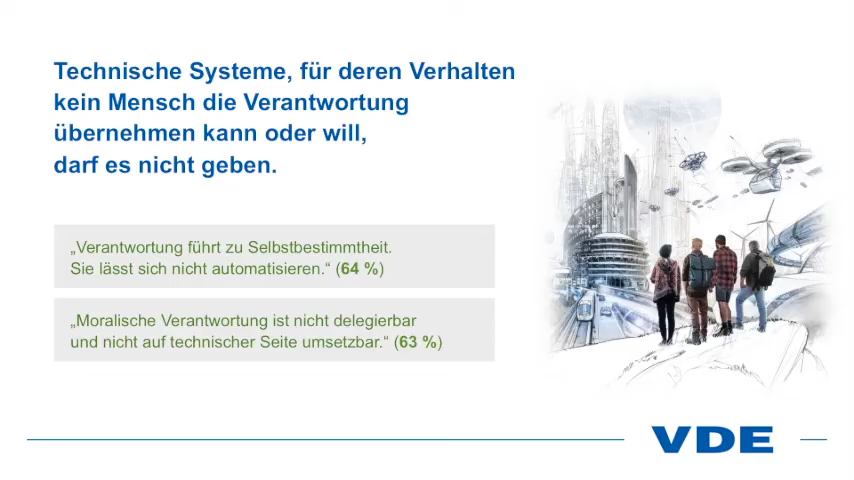 Technische Systeme, für deren Verhalten
kein Mensch die Verantwortung
übernehmen kann oder will,
darf es nicht geben.
„Verantwortung führt zu Selbstbestimmtheit.
Sie lässt sich nicht automatisieren.“ (64 %)
„Moralische Verantwortung ist nicht delegierbar
und nicht auf technischer Seite umsetzbar.“ (63 %)
VDE